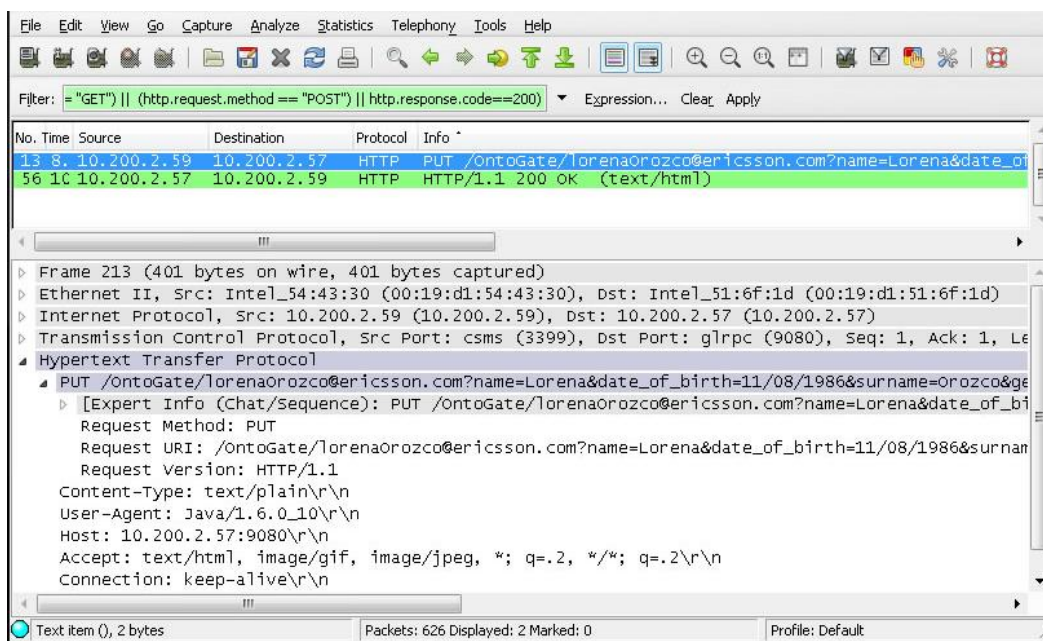 File Edit View Go Capture Analyze Statistics Telephony Tools Help
Filter: = "GET") || (http.request.method == "POST") || http.response.code==200) Expression... Clear Apply
No. Time Source Destination Protocol Info
13 8. 10.200.2.59 10.200.2.57 HTTP PUT /OntoGate/lorenaOrozco@ericsson.com?name=Lorena&date_of
56 10 10.200.2.57 10.200.2.59 HTTP HTTP/1.1 200 OK (text/html)
Frame 213 (401 bytes on wire, 401 bytes captured)
Ethernet II, Src: Intel_54:43:30 (00:19:d1:54:43:30), Dst: Intel_51:6f:1d (00:19:d1:51:6f:1d)
Internet Protocol, Src: 10.200.2.59 (10.200.2.59), Dst: 10.200.2.57 (10.200.2.57)
Transmission Control Protocol, Src Port: csms (3399), Dst Port: glrpc (9080), Seq: 1, Ack: 1, Le
Hypertext Transfer Protocol
PUT /OntoGate/lorenaOrozco@ericsson.com?name=Lorena&date_of_birth=11/08/1986&surname=Orozco&ge
[Expert Info (Chat/Sequence): PUT /OntoGate/lorenaOrozco@ericsson.com?name=Lorena&date_of_bi
Request Method: PUT
Request URI: /OntoGate/lorenaOrozco@ericsson.com?name=Lorena&date_of_birth=11/08/1986&surnam
Request Version: HTTP/1.1
Content-Type: text/plain\r\n
User-Agent: Java/1.6.0_10\r\n
Host: 10.200.2.57:9080\r\n
Accept: text/html, image/gif, image/jpeg, *; q=.2, */*; q=.2\r\n
Connection: keep-alive\r\n
Text item (), 2 bytes Packets: 626 Displayed: 2 Marked: 0 Profile: Default